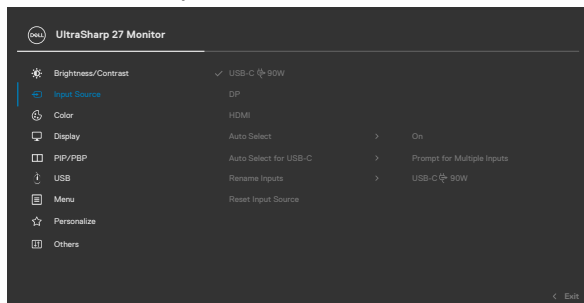 DELL UltraSharp 27 Monitor
Brightness/Contrast USB-C 90W
Input Source DP
Color HDMI
Display Auto Select > On
PIP/PBP Auto Select for USB-C > Prompt for Multiple Inputs
USB Rename Inputs > USB-C 90W
Menu Reset Input Source
Personalize
Others
< Exit